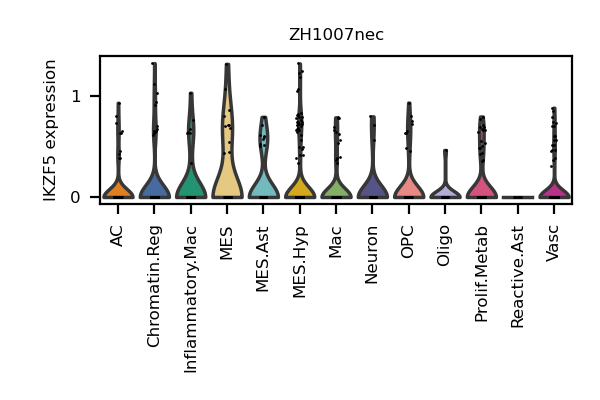 ZH1007nec
IKZF5 expression
1
0
AC
Chromatin.Reg
Inflammatory.Mac
MES
MES.Ast
MES.Hyp
Mac
Neuron
OPC
Oligo
Prolif.Metab
Reactive.Ast
Vasc